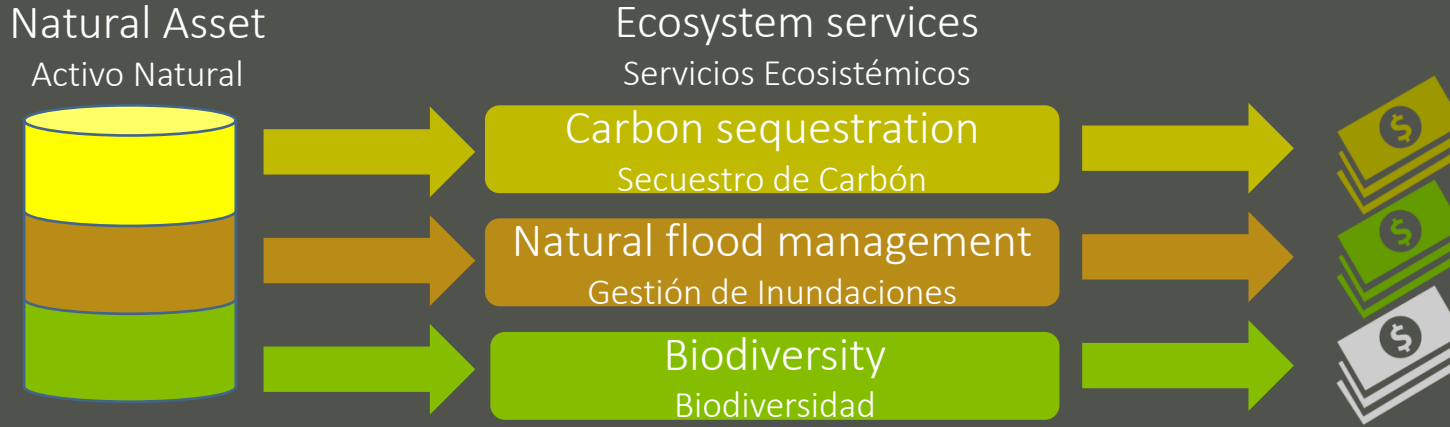 Natural Asset
Activo Natural
Ecosystem services
Servicios Ecosistémicos
Carbon sequestration
Secuestro de Carbón
Natural flood management
Gestión de Inundaciones
Biodiversity
Biodiversidad
$
$
$